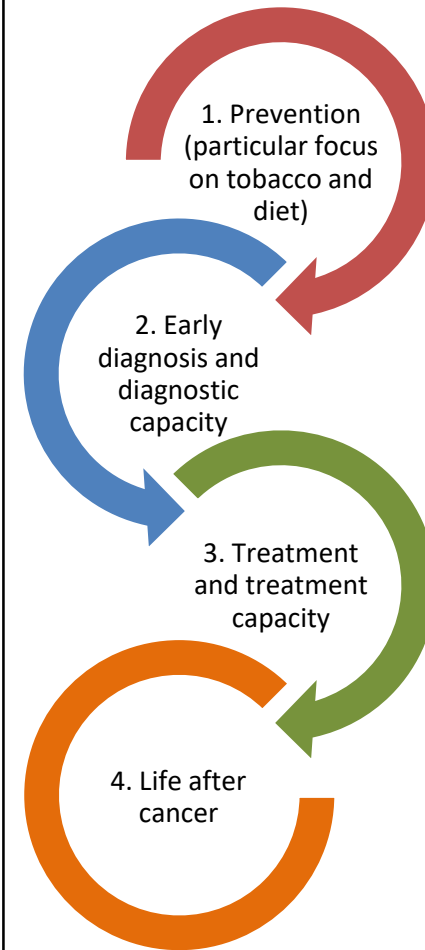 1. Prevention
(particular focus
on tobacco and
diet)
2. Early
diagnosis and
diagnostic
capacity
3. Treatment
and treatment
capacity
4. Life after
cancer